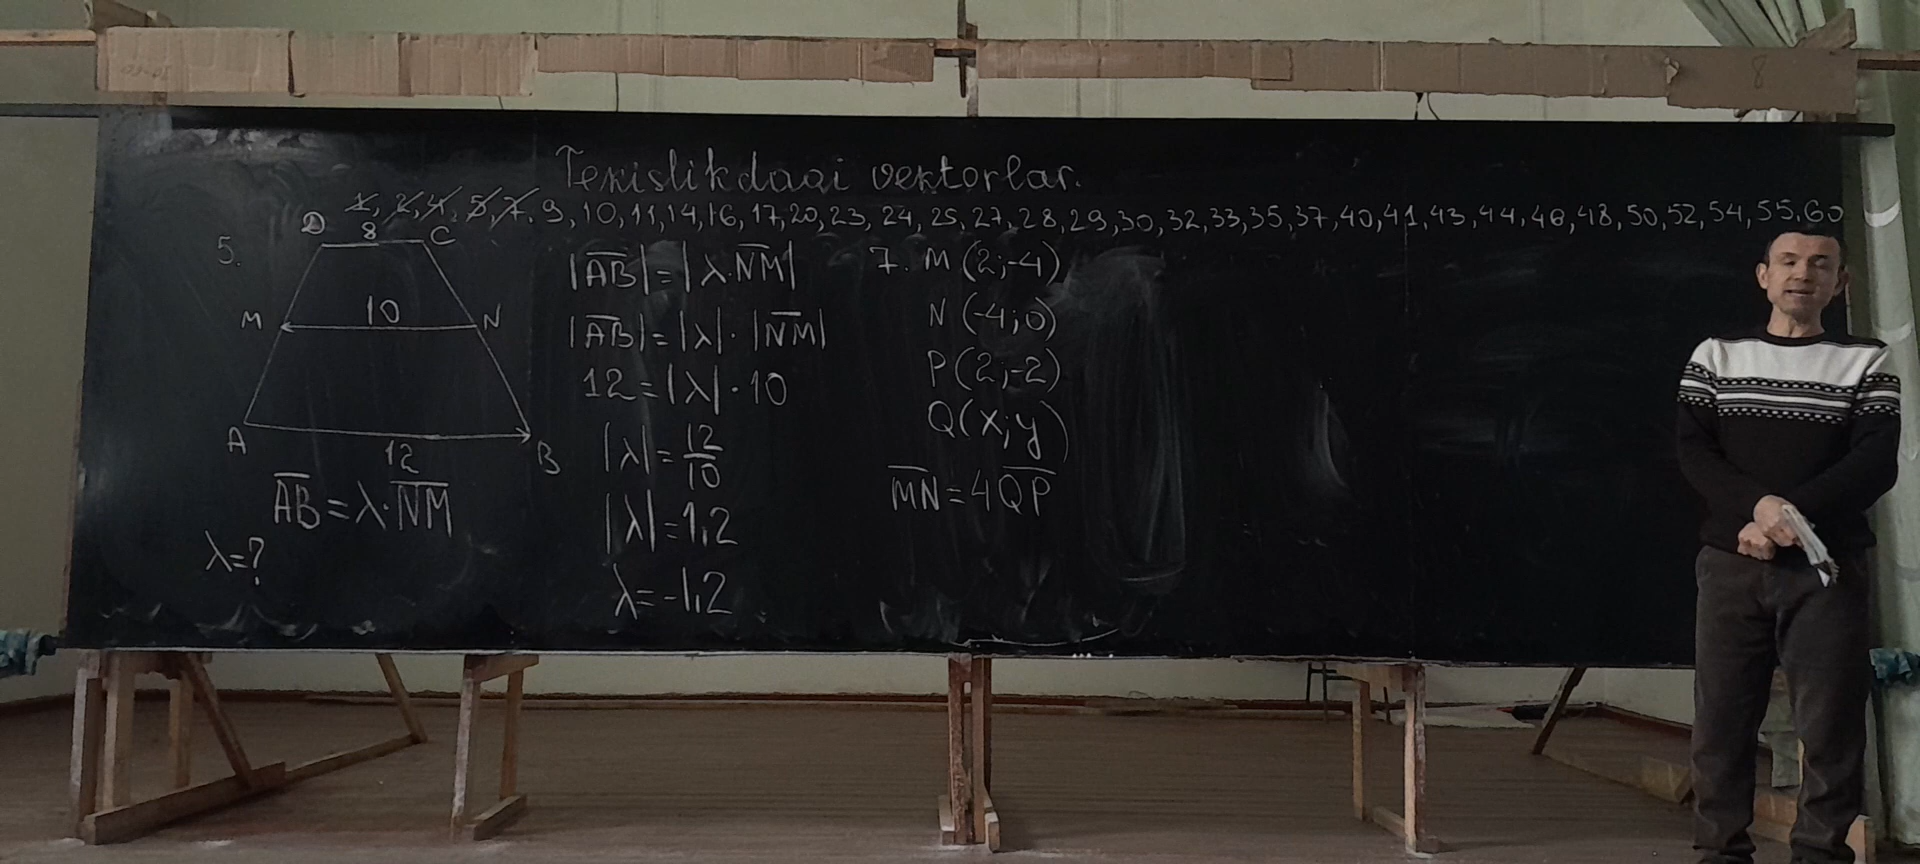 Tekislikdagi vektorlar.
1, 2, 4, 5, 7, 9, 10, 11, 14, 16, 17, 20, 23, 24, 25, 27, 28, 29, 30, 32, 33, 35, 37, 40, 41, 43, 44, 46, 48, 50, 52, 54, 55, 60
5.
D 8 C
M 10 N
A 12 B
AB = λ·NM
λ=?
|AB| = |λ·NM|
|AB| = |λ|·|NM|
12 = |λ|·10
|λ| = 12/10
|λ| = 1,2
λ = -1,2
7. M(2;-4)
N(-4;0)
P(2;-2)
Q(x;y)
MN = 4QP
8